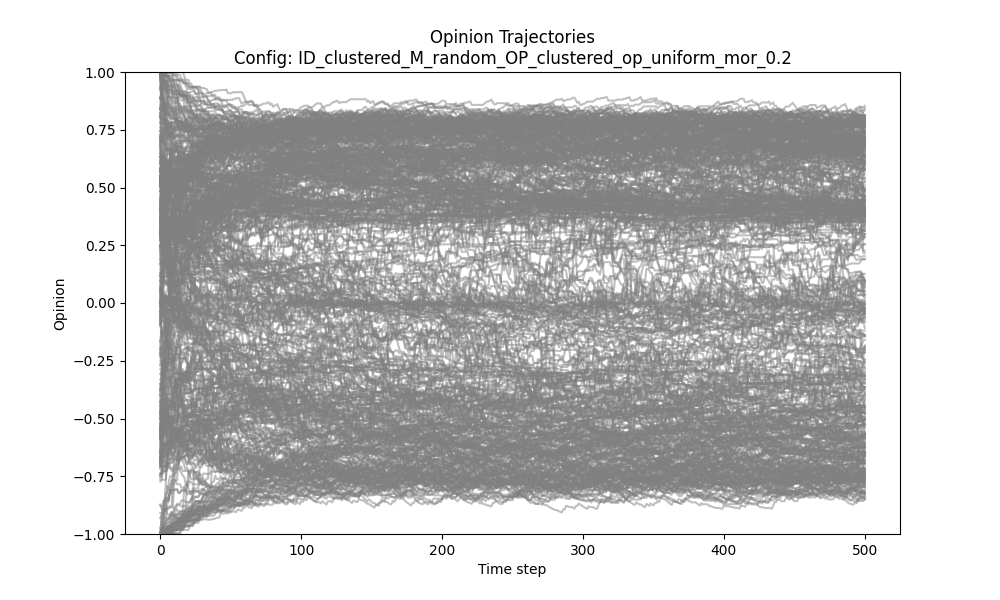 Opinion Trajectories
Config: ID_clustered_M_random_OP_clustered_op_uniform_mor_0.2
1.00
0.75
0.50
0.25
0.00
−0.25
−0.50
−0.75
−1.00
Opinion
0 100 200 300 400 500
Time step